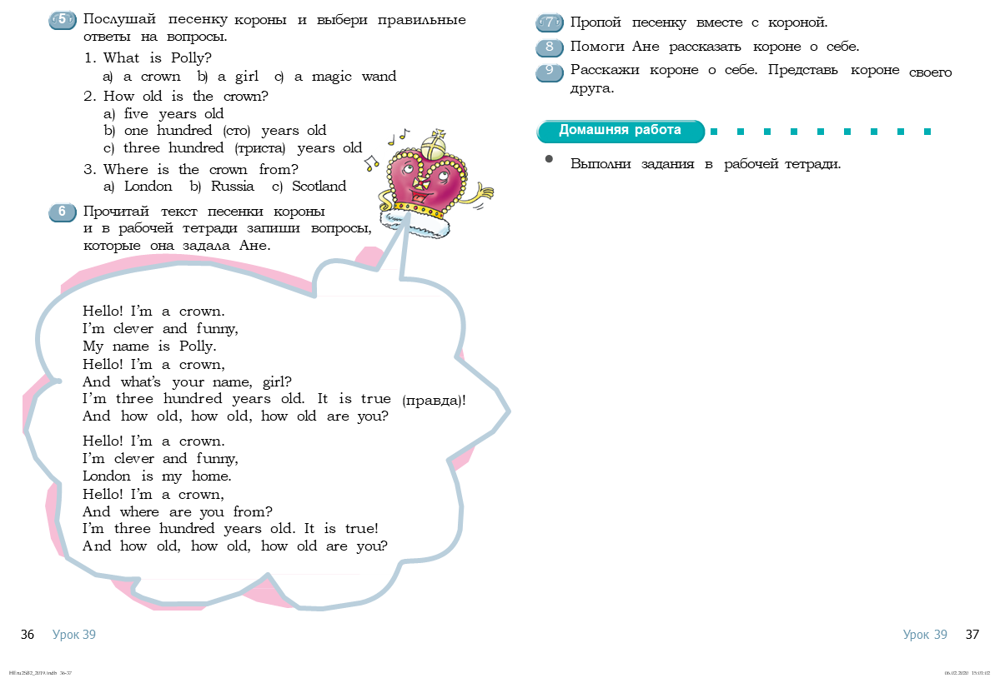 5 Послушай песенку короны и выбери правильные
ответы на вопросы.
1. What is Polly?
a) a crown b) a girl c) a magic wand
2. How old is the crown?
a) five years old
b) one hundred (сто) years old
c) three hundred (триста) years old
3. Where is the crown from?
a) London b) Russia c) Scotland
6 Прочитай текст песенки короны
и в рабочей тетради запиши вопросы,
которые она задала Ане.
Hello! I’m a crown.
I’m clever and funny,
My name is Polly.
Hello! I’m a crown,
And what’s your name, girl?
I’m three hundred years old. It is true (правда)!
And how old, how old, how old are you?
Hello! I’m a crown.
I’m clever and funny,
London is my home.
Hello! I’m a crown,
And where are you from?
I’m three hundred years old. It is true!
And how old, how old, how old are you?
36 Урок 39
7 Пропой песенку вместе с короной.
8 Помоги Ане рассказать короне о себе.
9 Расскажи короне о себе. Представь короне своего
друга.
Домашняя работа
• Выполни задания в рабочей тетради.
Урок 39 37
06.02.2020 15:01:02